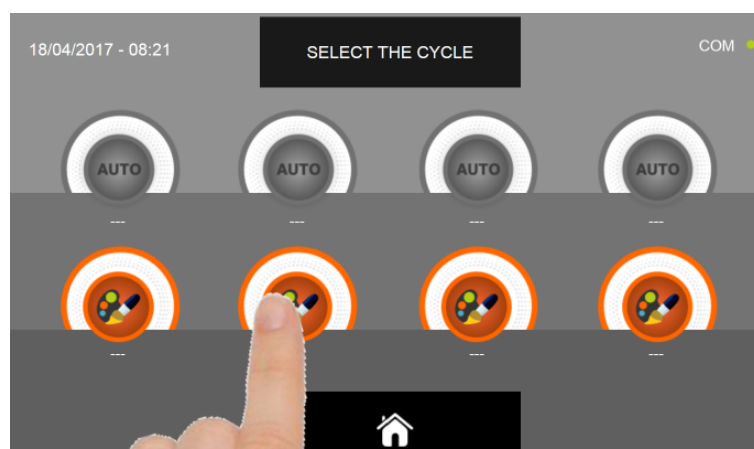 18/04/2017 - 08:21
SELECT THE CYCLE
COM
AUTO
AUTO
AUTO
AUTO
---
---
---
---
---
---
---